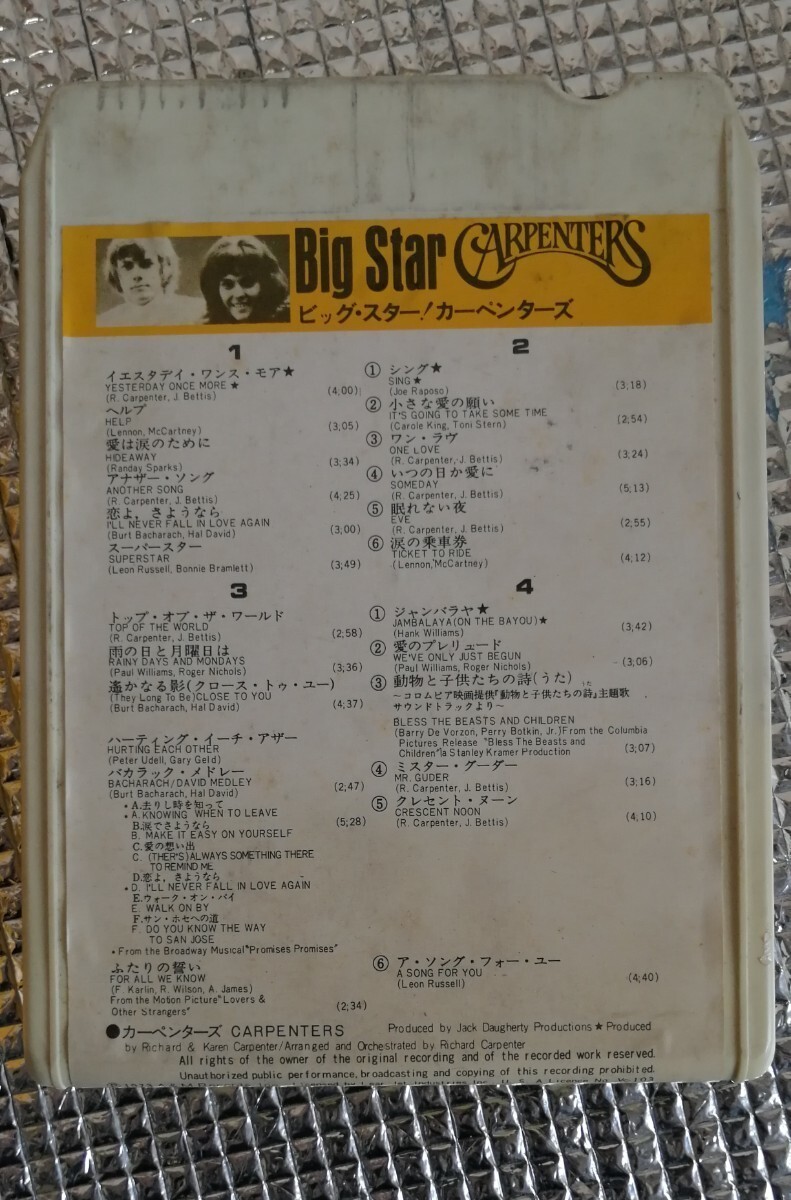 Big Star CARPENTERS
ビッグ・スター！カーペンターズ
1
イエスタデイ・ワンス・モア★
YESTERDAY ONCE MORE ★
(R. Carpenter, J. Bettis) (4;00)
ヘルプ
HELP
(Lennon, McCartney) (3;05)
愛は涙のために
HIDEAWAY
(Randay Sparks) (3;34)
アナザー・ソング
ANOTHER SONG
(R. Carpenter, J. Bettis) (4,25)
恋よ，さようなら
I'LL NEVER FALL IN LOVE AGAIN
(Burt Bacharach, Hal David) (3;00)
スーパースター
SUPERSTAR
(Leon Russell, Bonnie Bramlett) (3;49)
2
① シング★
SING★
(Joe Raposo) (3;18)
② 小さな愛の願い
IT'S GOING TO TAKE SOME TIME
(Carole King, Toni Stern) (2;54)
③ ワン・ラヴ
ONE LOVE
(R. Carpenter, J. Bettis) (3,24)
④ いつの日か愛に
SOMEDAY
(R. Carpenter, J. Bettis) (5,13)
⑤ 眠れない夜
EVE
(R. Carpenter, J. Bettis) (2;55)
⑥ 涙の乗車券
TICKET TO RIDE
(Lennon, McCartney) (4,12)
3
トップ・オブ・ザ・ワールド
TOP OF THE WORLD
(R. Carpenter, J. Bettis) (2;58)
雨の日と月曜日は
RAINY DAYS AND MONDAYS
(Paul Williams, Roger Nichols) (3;36)
遙かなる影(クロース・トゥ・ユー)
(They Long To Be)CLOSE TO YOU
(Burt Bacharach, Hal David) (4;37)
ハーティング・イーチ・アザー
HURTING EACH OTHER
(Peter Udell, Gary Geld)
バカラック・メドレー
BACHARACH/DAVID MEDLEY (2;47)
(Burt Bacharach, Hal David)
•A.去りし時を知って
•A.KNOWING WHEN TO LEAVE
B.涙でさようなら (5;28)
B. MAKE IT EASY ON YOURSELF
C.愛の想い出
C. (THER'S)ALWAYS SOMETHING THERE
TO REMIND ME
D.恋よ，さようなら
•D. I'LL NEVER FALL IN LOVE AGAIN
E.ウォーク・オン・バイ
E. WALK ON BY
F.サン・ホセへの道
F. DO YOU KNOW THE WAY
TO SAN JOSE
•From the Broadway Musical"Promises Promises"
ふたりの誓い
FOR ALL WE KNOW
(F. Karlin, R. Wilson, A. James)
From the Motion Picture"Lovers &
Other Strangers" (2;34)
4
① ジャンバラヤ★
JAMBALAYA(ON THE BAYOU)★
(Hank Williams) (3,42)
② 愛のプレリュード
WE'VE ONLY JUST BEGUN
(Paul Williams, Roger Nichols) (3;06)
③ 動物と子供たちの詩(うた)
〜コロムビア映画提供「動物と子供たちの詩」主題歌
サウンドトラックより〜
BLESS THE BEASTS AND CHILDREN
(Barry De Vorzon, Perry Botkin, Jr.)From the Columbia
Pictures Release "Bless The Beasts and
Children"a Stanley Kramer Production (3;07)
④ ミスター・グーダー
MR. GUDER
(R. Carpenter, J. Bettis) (3;16)
⑤ クレセント・ヌーン
CRESCENT NOON
(R. Carpenter, J. Bettis) (4,10)
⑥ ア・ソング・フォー・ユー
A SONG FOR YOU
(Leon Russell) (4;40)
●カーペンターズ CARPENTERS Produced by Jack Daugherty Productions★Produced
by Richard & Karen Carpenter/Arranged and Orchestrated by Richard Carpenter
All rights of the owner of the original recording and of the recorded work reserved.
Unauthorized public performance, broadcasting and copying of this recording prohibited.